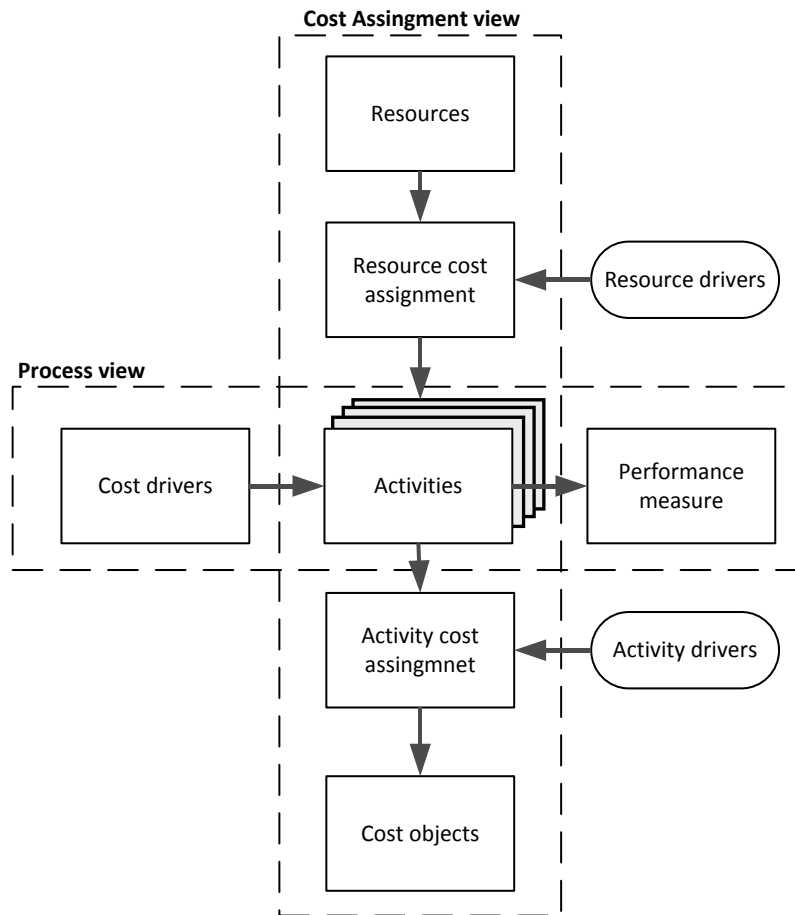 Cost Assingment view
Resources
Resource cost
assignment
Resource drivers
Process view
Cost drivers
Activities
Performance
measure
Activity cost
assingmnet
Activity drivers
Cost objects